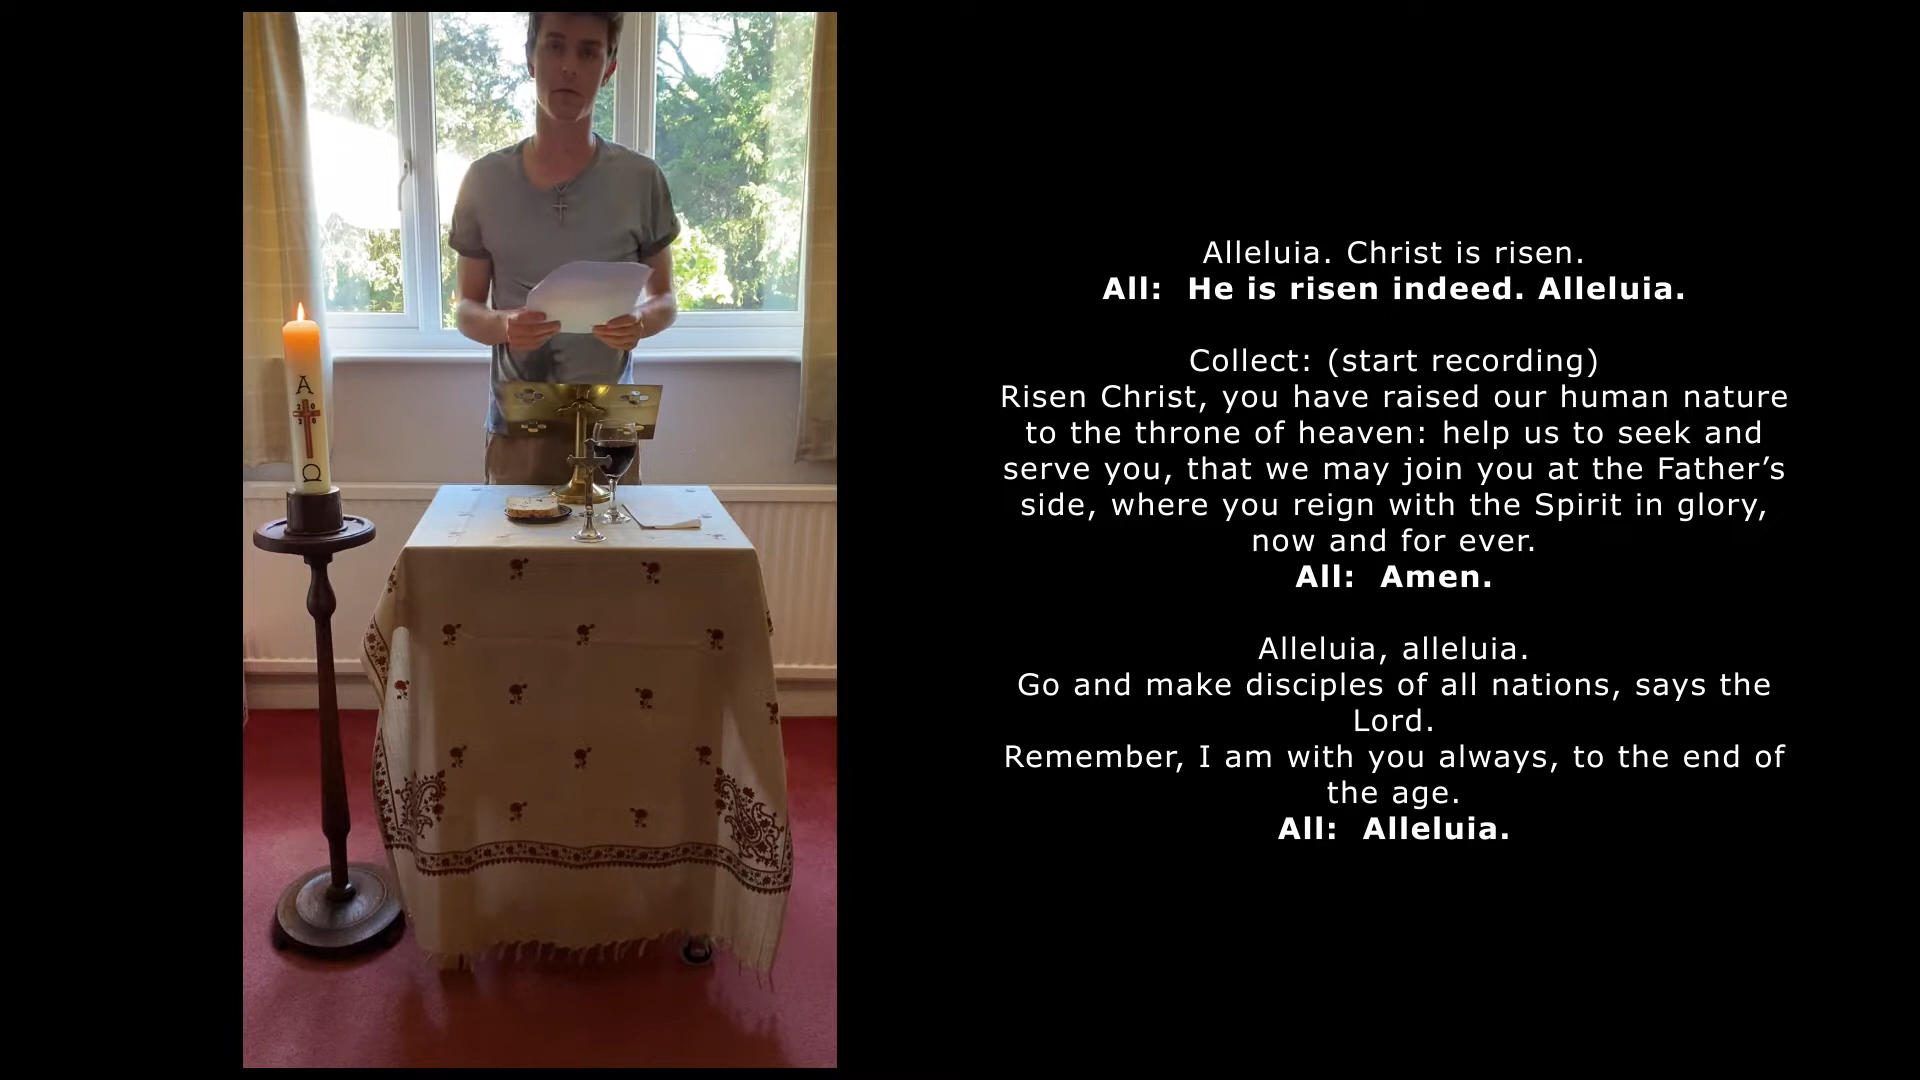 A
2 0
2 0
Ω
Alleluia. Christ is risen.
All:  He is risen indeed. Alleluia.
Collect: (start recording)
Risen Christ, you have raised our human nature
to the throne of heaven: help us to seek and
serve you, that we may join you at the Father’s
side, where you reign with the Spirit in glory,
now and for ever.
All:  Amen.
Alleluia, alleluia.
Go and make disciples of all nations, says the
Lord.
Remember, I am with you always, to the end of
the age.
All:  Alleluia.